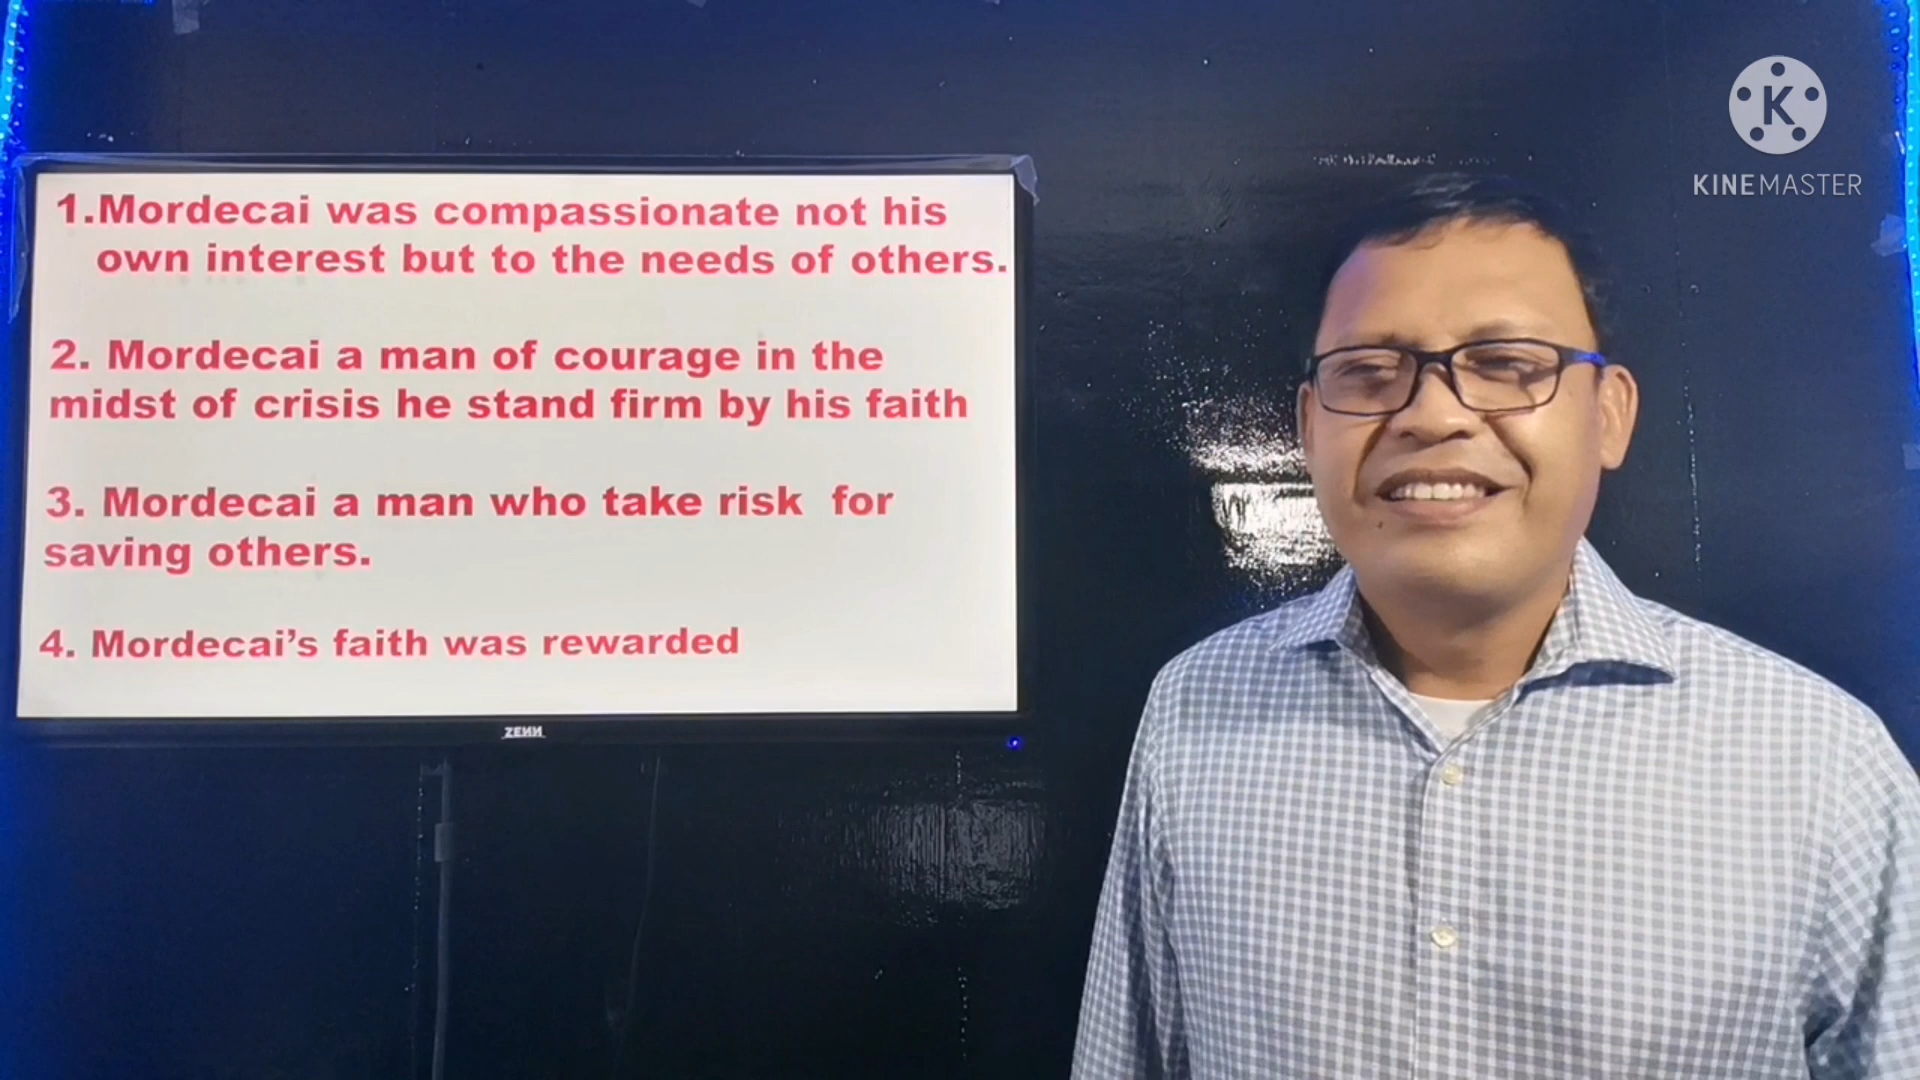 1.Mordecai was compassionate not his
own interest but to the needs of others.
2. Mordecai a man of courage in the
midst of crisis he stand firm by his faith
3. Mordecai a man who take risk for
saving others.
4. Mordecai’s faith was rewarded
ZENN
K
KINEMASTER